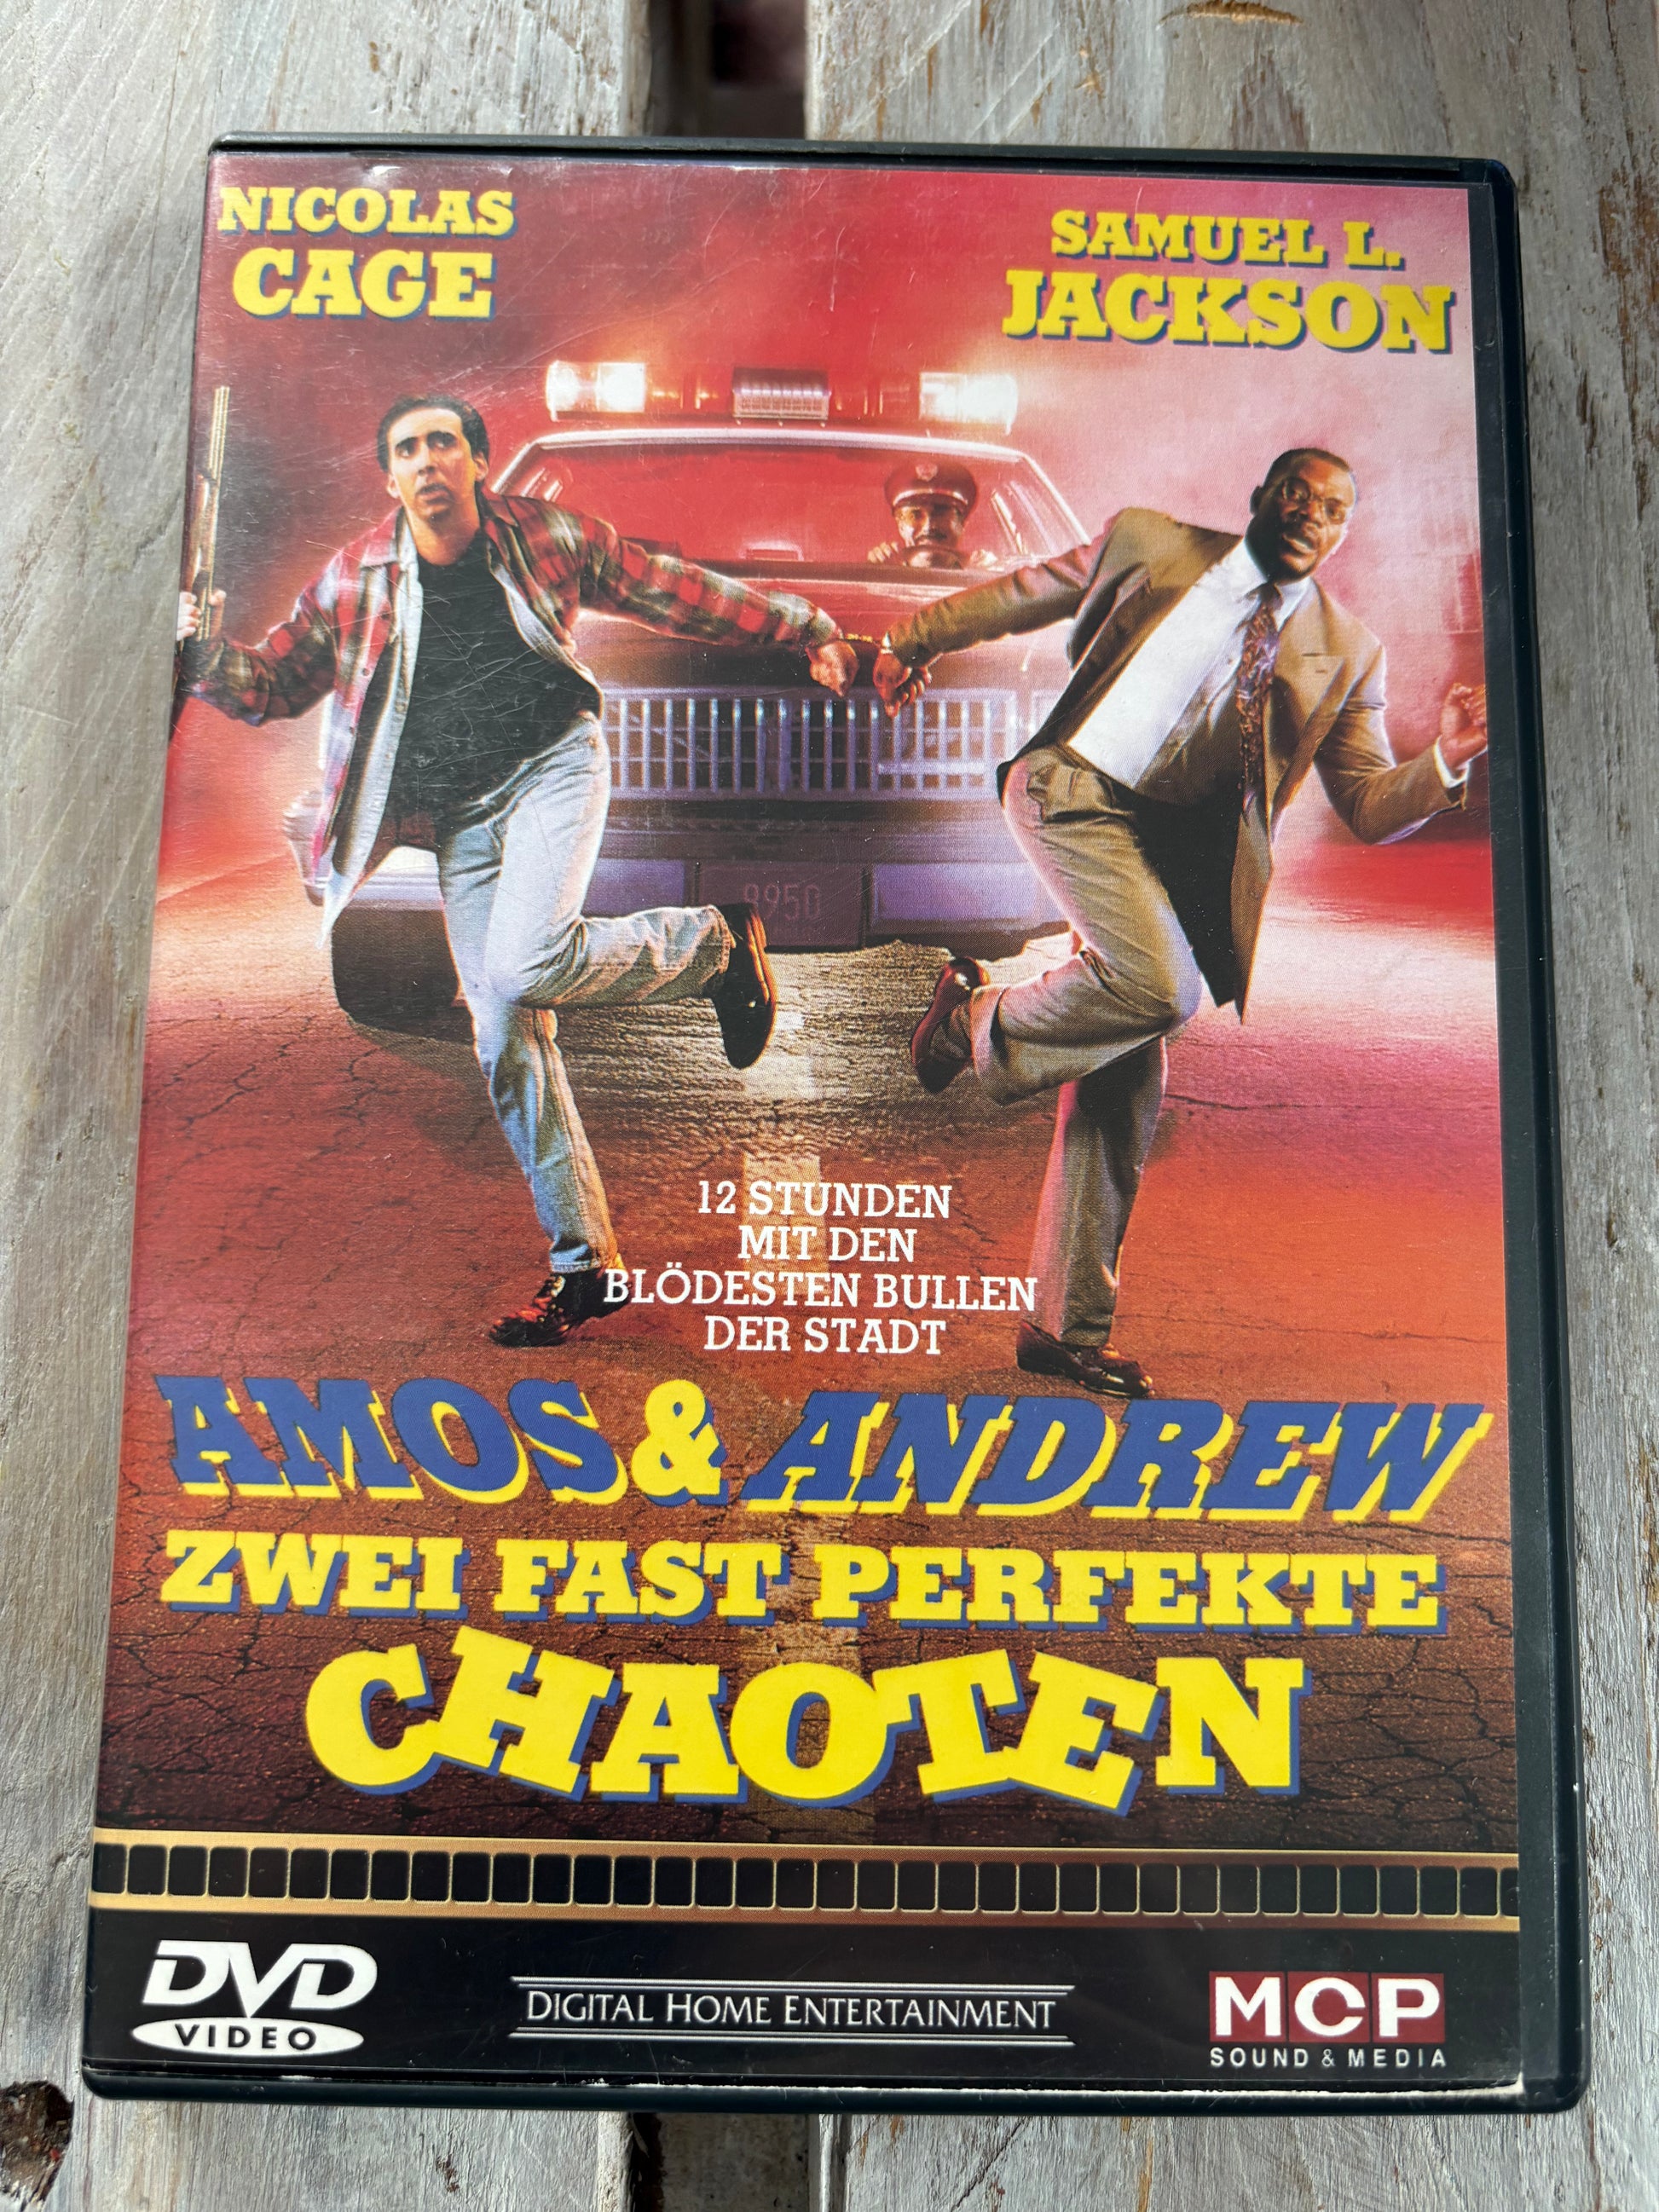 NICOLAS
CAGE
SAMUEL L.
JACKSON
8950
12 STUNDEN
MIT DEN
BLÖDESTEN BULLEN
DER STADT
AMOS & ANDREW
ZWEI FAST PERFEKTE
CHAOTEN
DVD
VIDEO
DIGITAL HOME ENTERTAINMENT
MCP
SOUND & MEDIA